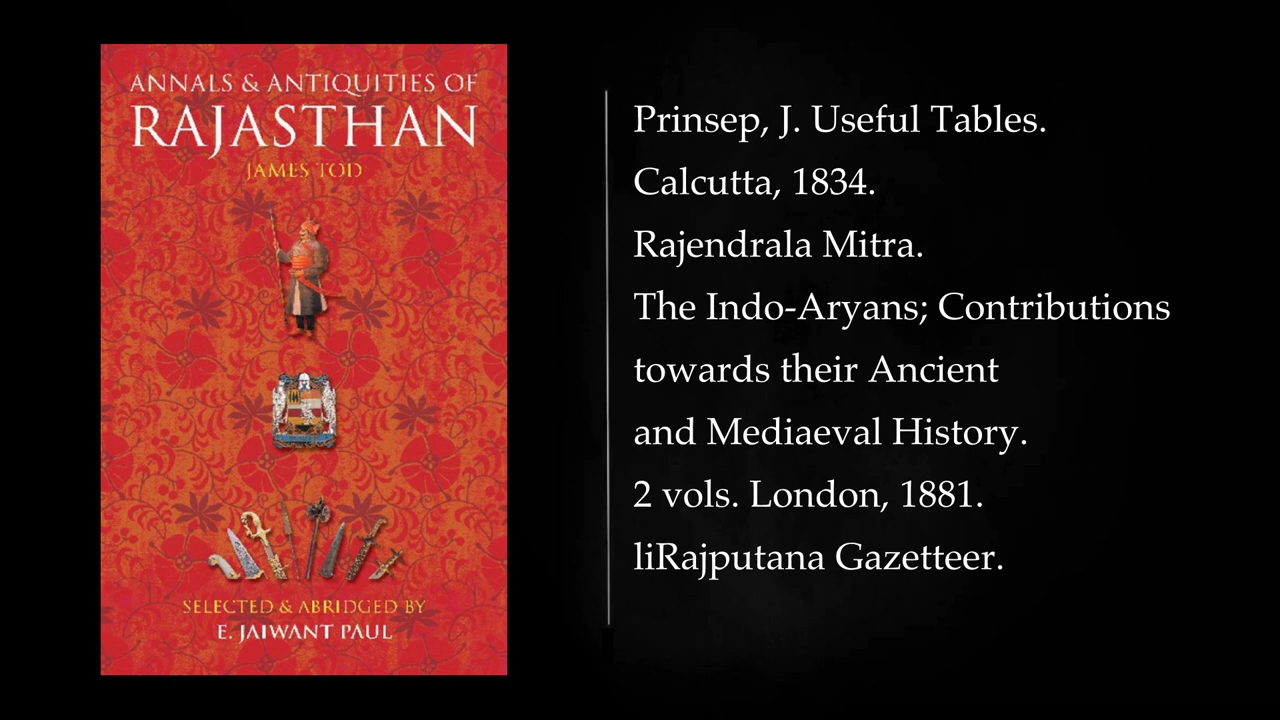 ANNALS & ANTIQUITIES OF
RAJASTHAN
JAMES TOD
SELECTED & ABRIDGED BY
E. JAIWANT PAUL
Prinsep, J. Useful Tables.
Calcutta, 1834.
Rajendrala Mitra.
The Indo-Aryans; Contributions
towards their Ancient
and Mediaeval History.
2 vols. London, 1881.
liRajputana Gazetteer.